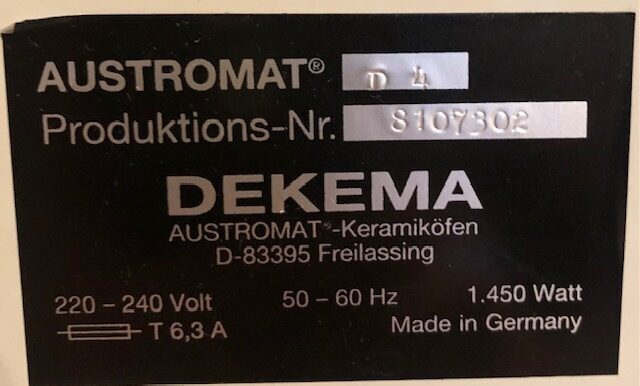 AUSTROMAT® D 4
Produktions-Nr. 8107302
DEKEMA
AUSTROMAT®-Keramiköfen
D-83395 Freilassing
220 – 240 Volt 50 – 60 Hz 1.450 Watt
T 6,3 A Made in Germany